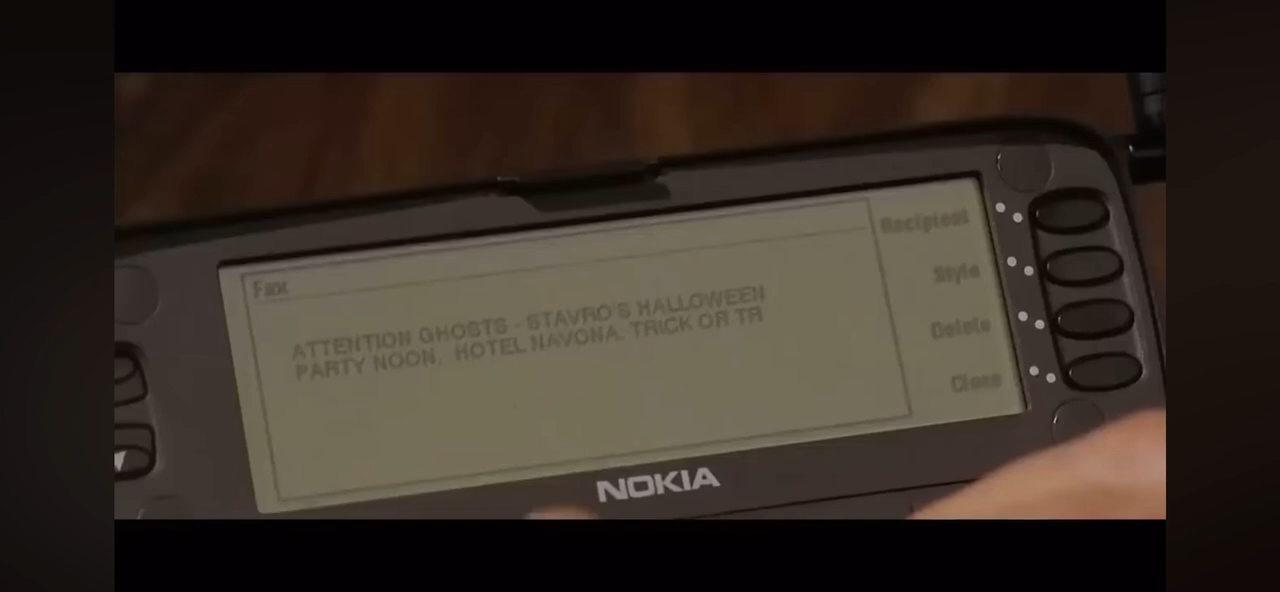 Fax
ATTENTION GHOSTS - STAVRO'S HALLOWEEN
PARTY NOON, HOTEL NAVONA. TRICK OR TR
Recipient
Style
Delete
Close
NOKIA